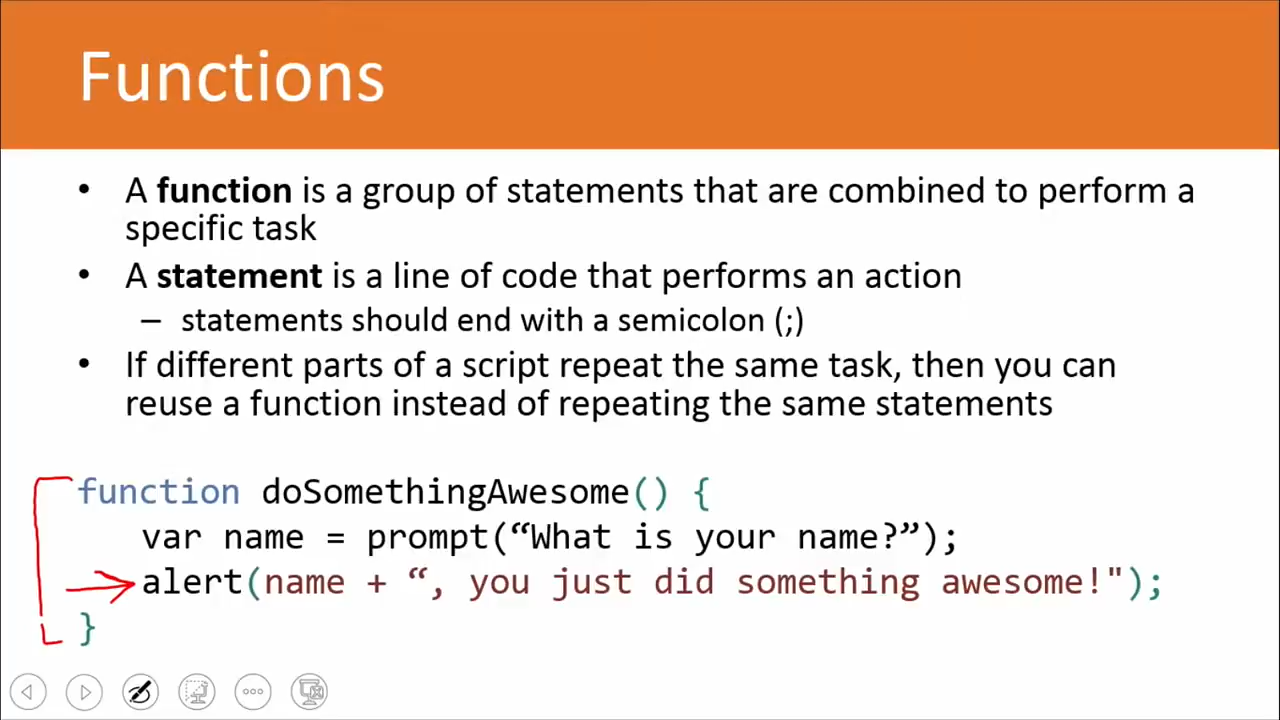 Functions
• A function is a group of statements that are combined to perform a
specific task
• A statement is a line of code that performs an action
– statements should end with a semicolon (;)
• If different parts of a script repeat the same task, then you can
reuse a function instead of repeating the same statements
function doSomethingAwesome() {
var name = prompt(“What is your name?”);
alert(name + “, you just did something awesome!");
}